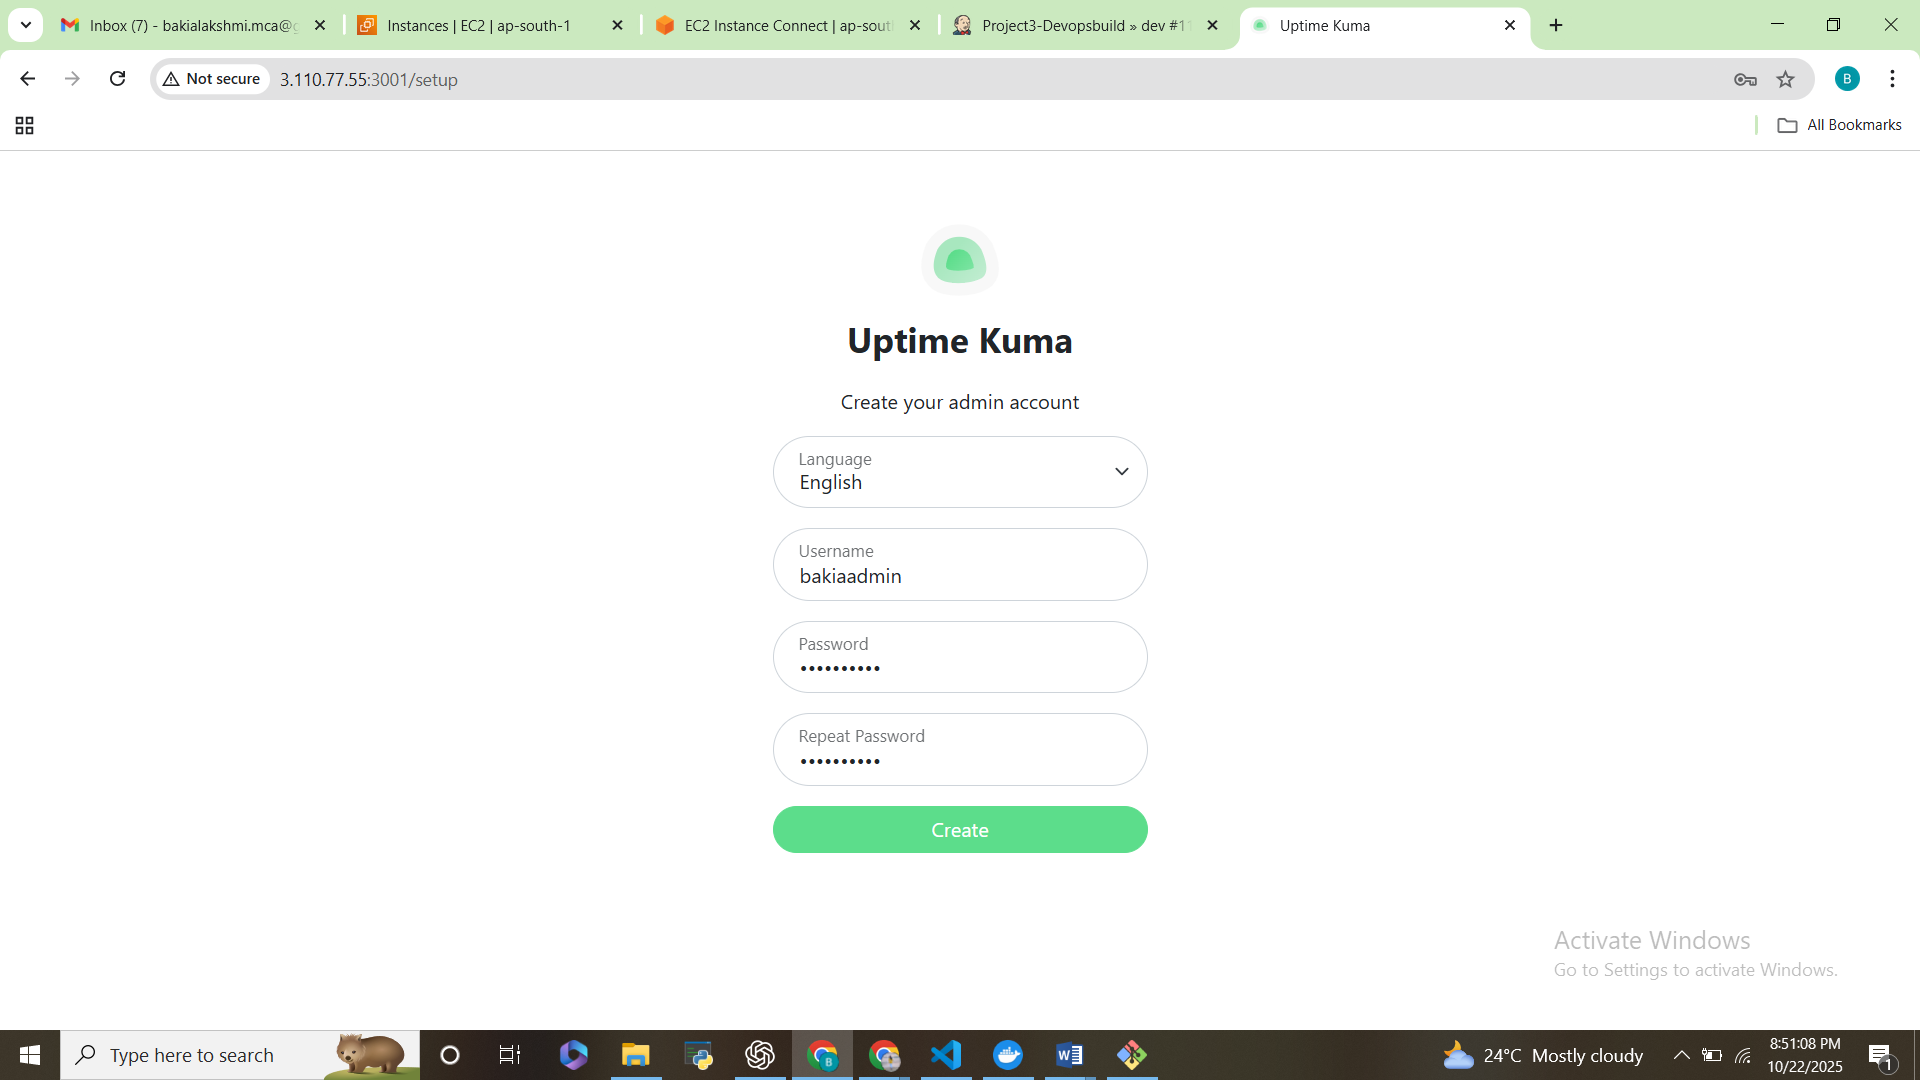 Inbox (7) - bakialakshmi.mca@g
Instances | EC2 | ap-south-1
EC2 Instance Connect | ap-sout
Project3-Devopsbuild » dev #11
Uptime Kuma
Not secure
3.110.77.55:3001/setup
B
All Bookmarks
Uptime Kuma
Create your admin account
Language
English
Username
bakiaadmin
Password
••••••••••
Repeat Password
••••••••••
Create
Activate Windows
Go to Settings to activate Windows.
Type here to search
B
24°C Mostly cloudy
8:51:08 PM
10/22/2025
1